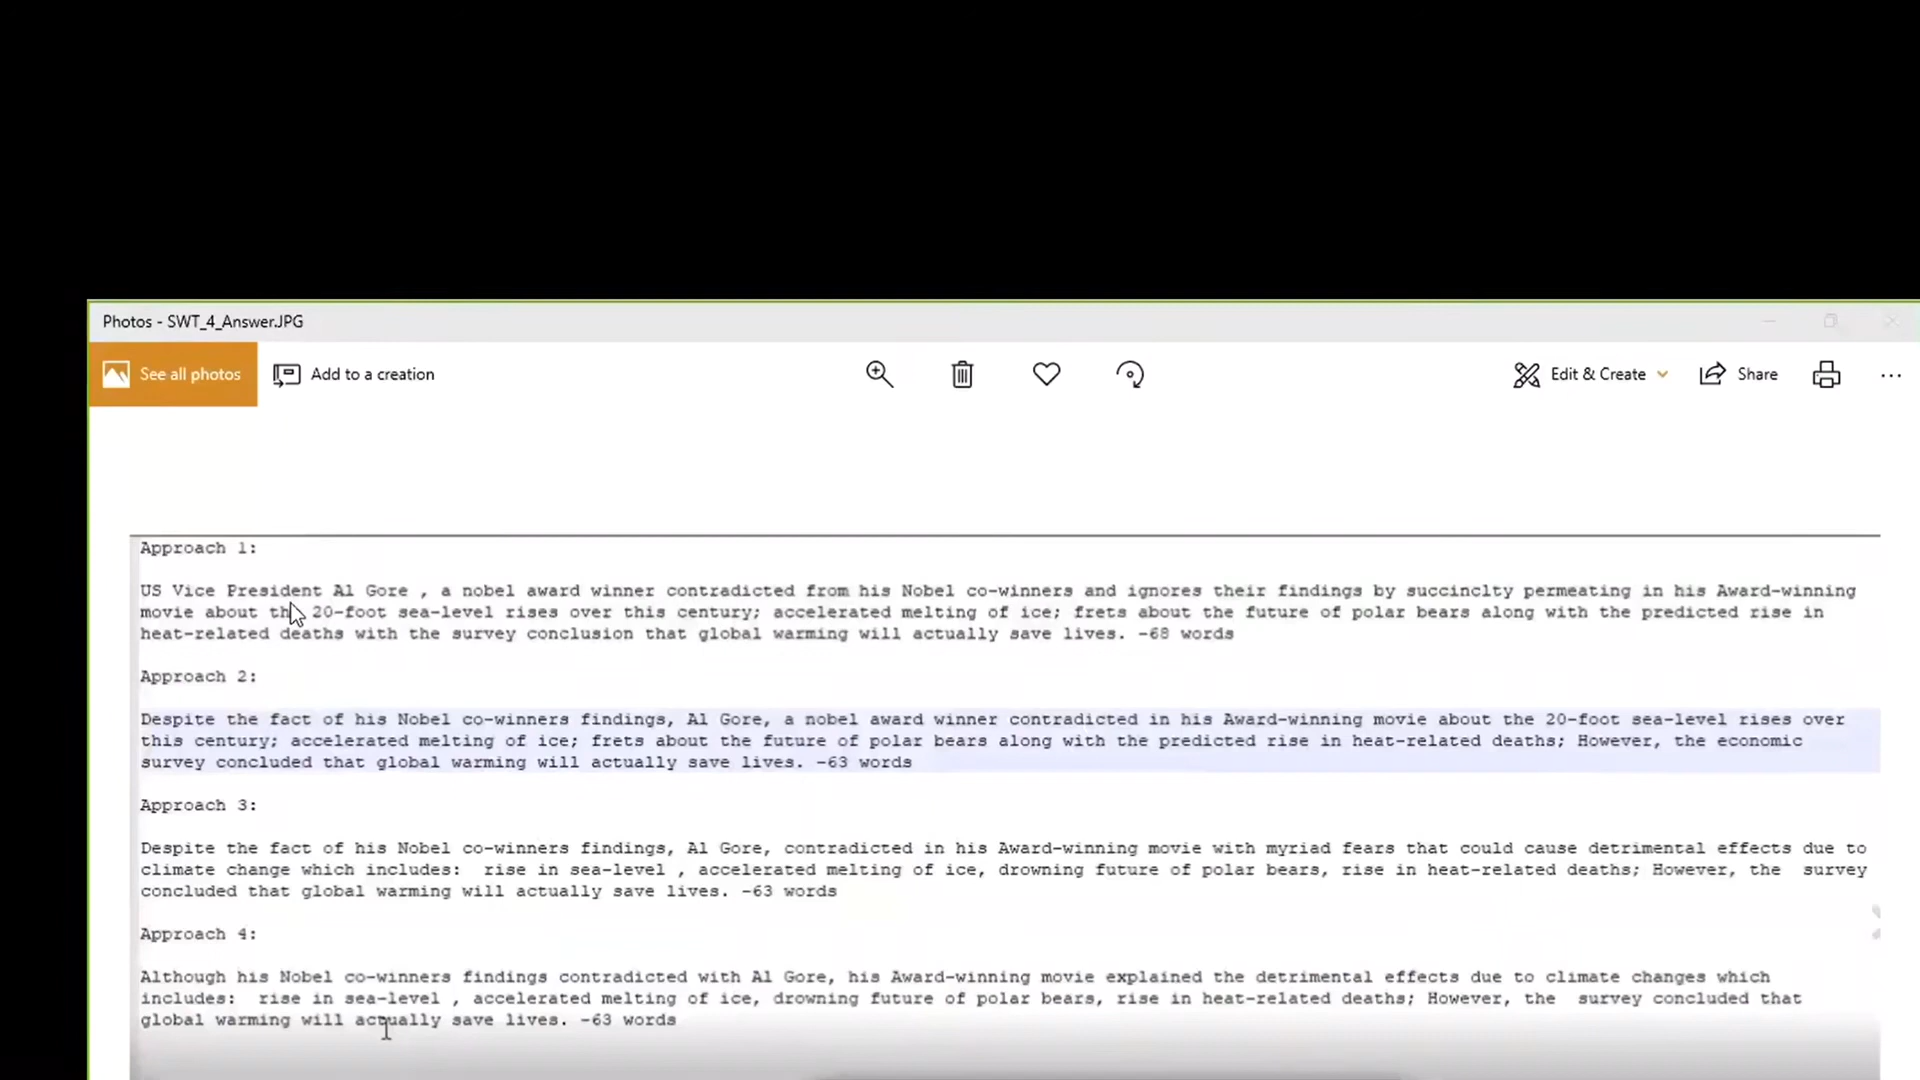 Photos - SWT_4_Answer.JPG
See all photos
Add to a creation
Edit & Create
Share
Approach 1:
US Vice President Al Gore , a nobel award winner contradicted from his Nobel co-winners and ignores their findings by succinclty permeating in his Award-winning
movie about the 20-foot sea-level rises over this century; accelerated melting of ice; frets about the future of polar bears along with the predicted rise in
heat-related deaths with the survey conclusion that global warming will actually save lives. -68 words
Approach 2:
Despite the fact of his Nobel co-winners findings, Al Gore, a nobel award winner contradicted in his Award-winning movie about the 20-foot sea-level rises over
this century; accelerated melting of ice; frets about the future of polar bears along with the predicted rise in heat-related deaths; However, the economic
survey concluded that global warming will actually save lives. -63 words
Approach 3:
Despite the fact of his Nobel co-winners findings, Al Gore, contradicted in his Award-winning movie with myriad fears that could cause detrimental effects due to
climate change which includes:  rise in sea-level , accelerated melting of ice, drowning future of polar bears, rise in heat-related deaths; However, the  survey
concluded that global warming will actually save lives. -63 words
Approach 4:
Although his Nobel co-winners findings contradicted with Al Gore, his Award-winning movie explained the detrimental effects due to climate changes which
includes:  rise in sea-level , accelerated melting of ice, drowning future of polar bears, rise in heat-related deaths; However, the  survey concluded that
global warming will actually save lives. -63 words